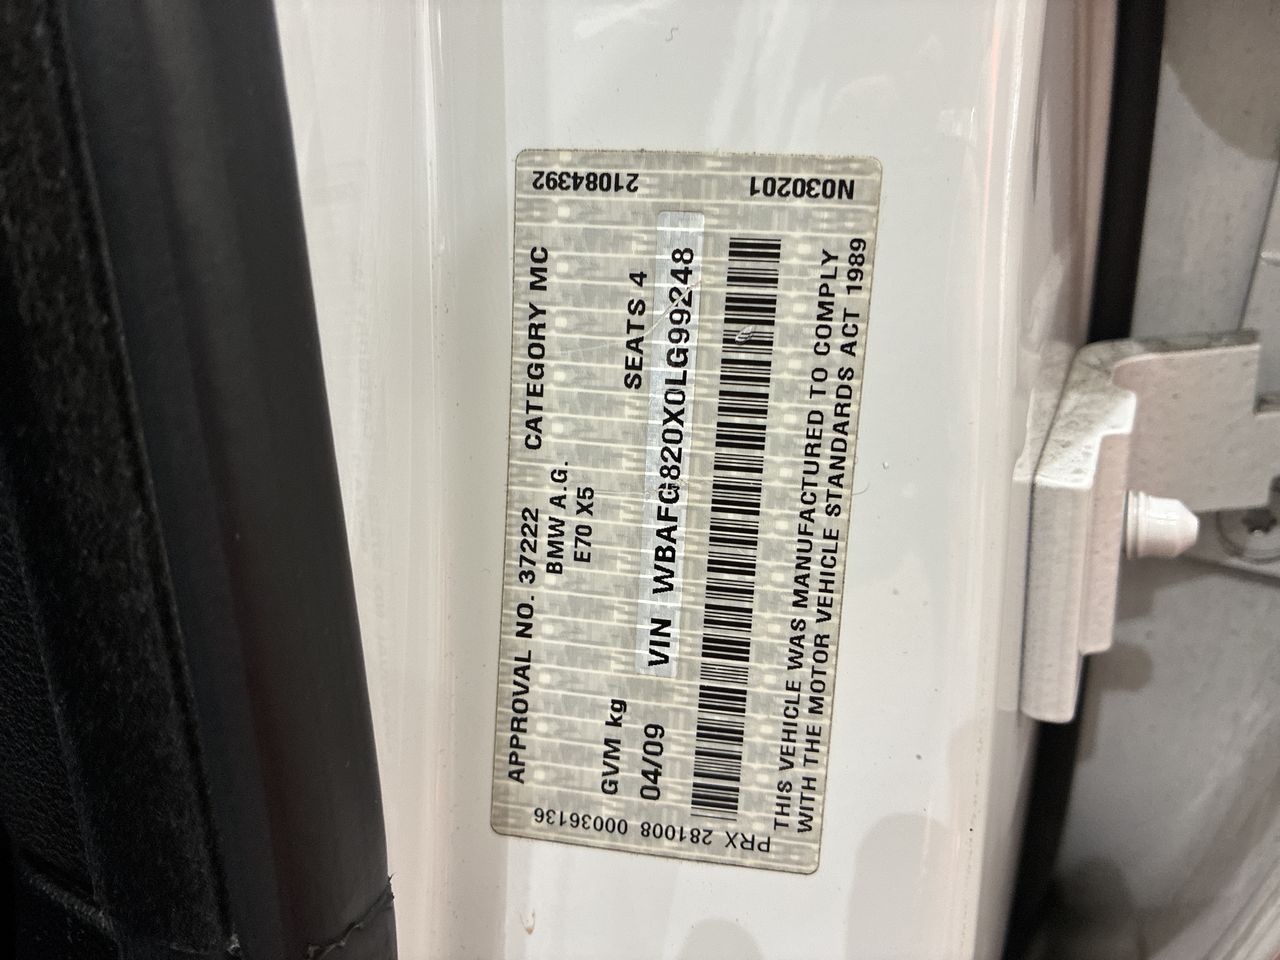 APPROVAL NO. 37222 CATEGORY MC
BMW A.G.
E70 X5
GVM kg SEATS 4
04/09 VIN WBAFG820X0LG99248
THIS VEHICLE WAS MANUFACTURED TO COMPLY
WITH THE MOTOR VEHICLE STANDARDS ACT 1989
PRX 281008 00036136
21084392 N030201